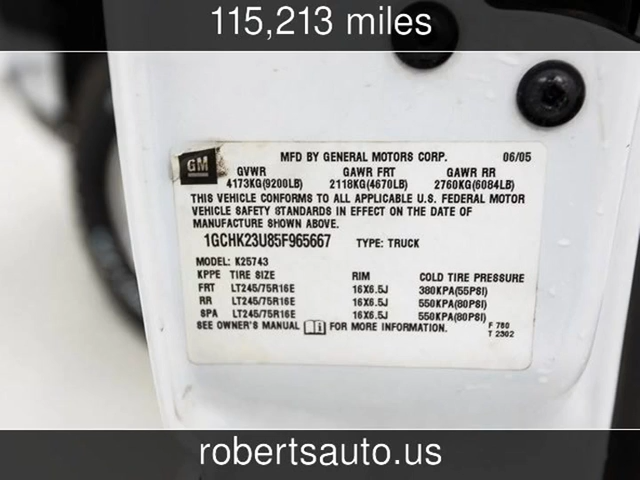 115,213 miles
GM
MFD BY GENERAL MOTORS CORP. 06/05
GVWR GAWR FRT GAWR RR
4173KG(9200LB) 2118KG(4670LB) 2760KG(6084LB)
THIS VEHICLE CONFORMS TO ALL APPLICABLE U.S. FEDERAL MOTOR
VEHICLE SAFETY STANDARDS IN EFFECT ON THE DATE OF
MANUFACTURE SHOWN ABOVE.
1GCHK23U85F965667 TYPE: TRUCK
MODEL: K25743
KPPE TIRE SIZE RIM COLD TIRE PRESSURE
FRT LT245/75R16E 16X6.5J 380KPA(55PSI)
RR LT245/75R16E 16X6.5J 550KPA(80PSI)
SPA LT245/75R16E 16X6.5J 550KPA(80PSI)
SEE OWNER'S MANUAL FOR MORE INFORMATION.
F 780
T 2302
robertsauto.us